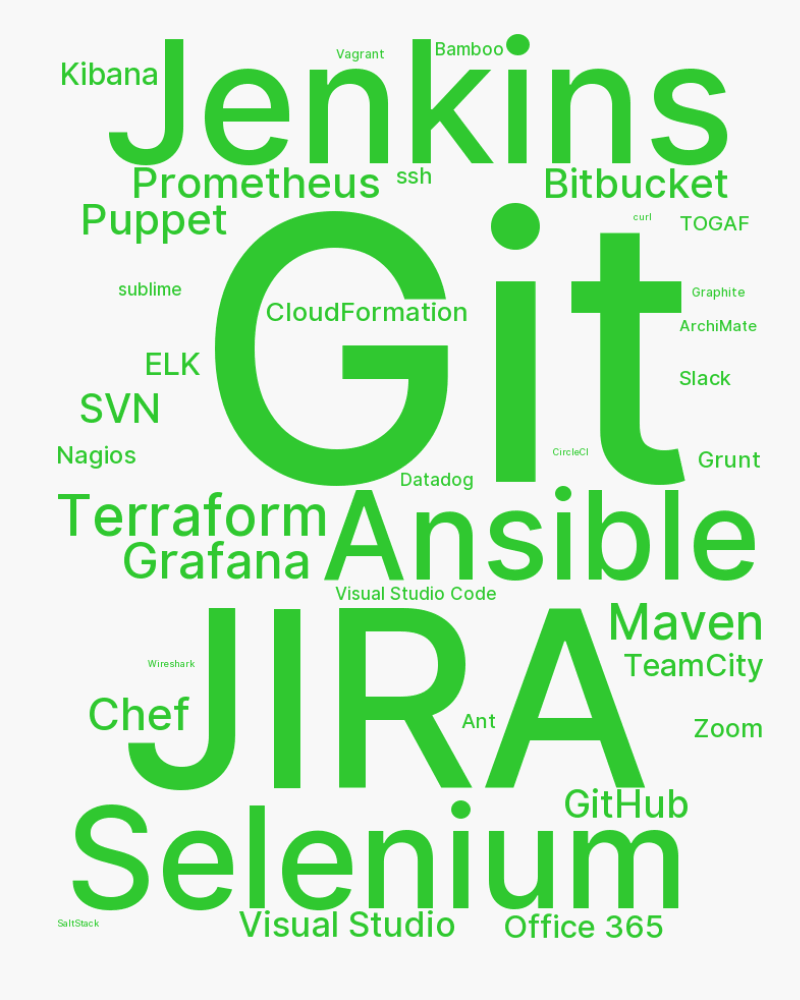 Jenkins
Vagrant
Bamboo
Kibana
Prometheus
ssh
Bitbucket
Puppet
curl
TOGAF
Git
sublime
Graphite
CloudFormation
ArchiMate
ELK
Slack
SVN
CircleCI
Nagios
Grunt
Datadog
Terraform
Ansible
Grafana
Visual Studio Code
Maven
JIRA
Wireshark
TeamCity
Chef
Ant
Zoom
GitHub
Selenium
SaltStack
Visual Studio
Office 365